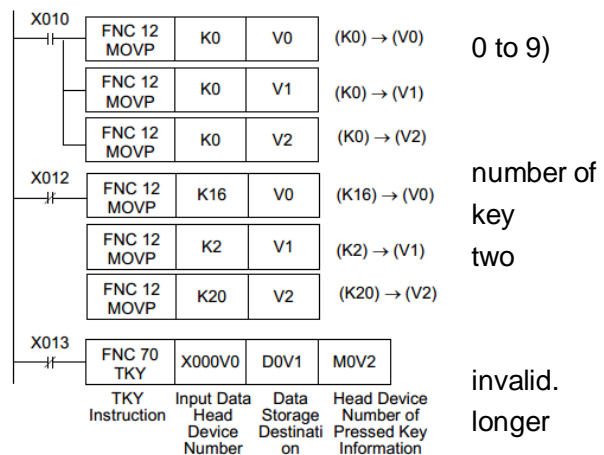 X010
FNC 12 MOVP K0 V0 (K0) → (V0)
0 to 9)
FNC 12 MOVP K0 V1 (K0) → (V1)
FNC 12 MOVP K0 V2 (K0) → (V2)
X012
FNC 12 MOVP K16 V0 (K16) → (V0)
number of
key
FNC 12 MOVP K2 V1 (K2) → (V1)
two
FNC 12 MOVP K20 V2 (K20) → (V2)
X013
FNC 70 TKY X000V0 D0V1 M0V2
invalid.
longer
TKY
Instruction
Input Data
Head
Device
Number
Data
Storage
Destinati
on
Head Device
Number of
Pressed Key
Information